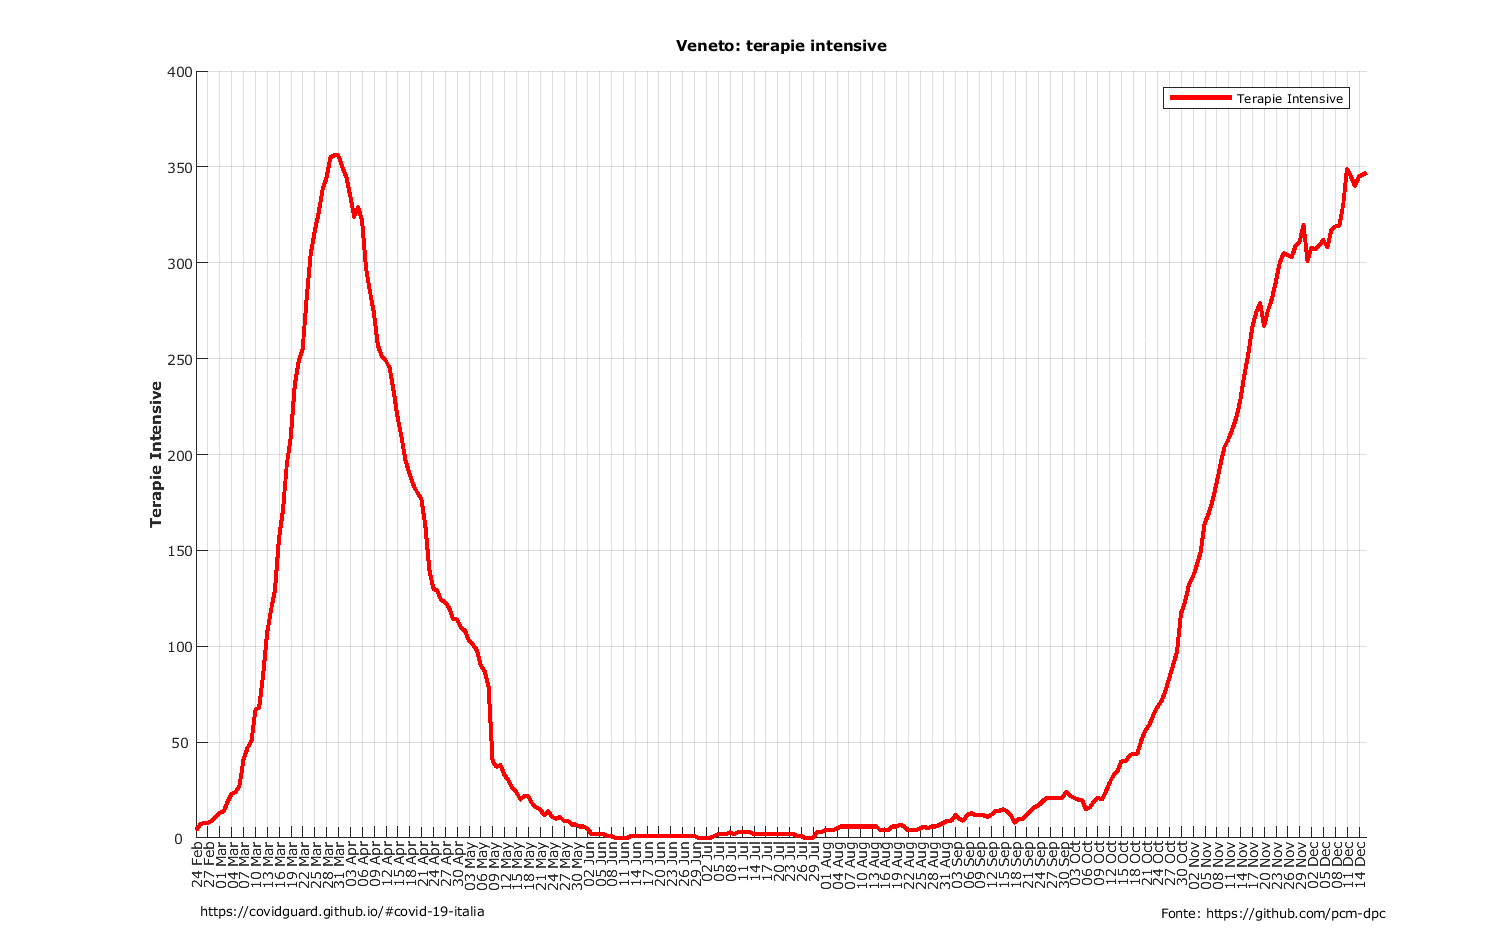 Veneto: terapie intensive
Terapie Intensive
400
350
300
250
200
150
100
50
0
Terapie Intensive
24 Feb
27 Feb
01 Mar
04 Mar
07 Mar
10 Mar
13 Mar
16 Mar
19 Mar
22 Mar
25 Mar
28 Mar
31 Mar
03 Apr
06 Apr
09 Apr
12 Apr
15 Apr
18 Apr
21 Apr
24 Apr
27 Apr
30 Apr
03 May
06 May
09 May
12 May
15 May
18 May
21 May
24 May
27 May
30 May
02 Jun
05 Jun
08 Jun
11 Jun
14 Jun
17 Jun
20 Jun
23 Jun
26 Jun
29 Jun
02 Jul
05 Jul
08 Jul
11 Jul
14 Jul
17 Jul
20 Jul
23 Jul
26 Jul
29 Jul
01 Aug
04 Aug
07 Aug
10 Aug
13 Aug
16 Aug
19 Aug
22 Aug
25 Aug
28 Aug
31 Aug
03 Sep
06 Sep
09 Sep
12 Sep
15 Sep
18 Sep
21 Sep
24 Sep
27 Sep
30 Sep
03 Oct
06 Oct
09 Oct
12 Oct
15 Oct
18 Oct
21 Oct
24 Oct
27 Oct
30 Oct
02 Nov
05 Nov
08 Nov
11 Nov
14 Nov
17 Nov
20 Nov
23 Nov
26 Nov
29 Nov
02 Dec
05 Dec
08 Dec
11 Dec
14 Dec
https://covidguard.github.io/#covid-19-italia
Fonte: https://github.com/pcm-dpc